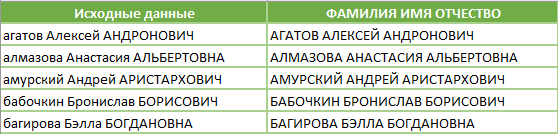 Исходные данные ФАМИЛИЯ ИМЯ ОТЧЕСТВО
агатов Алексей АНДРОНОВИЧ АГАТОВ АЛЕКСЕЙ АНДРОНОВИЧ
алмазова Анастасия АЛЬБЕРТОВНА АЛМАЗОВА АНАСТАСИЯ АЛЬБЕРТОВНА
амурский Андрей АРИСТАРХОВИЧ АМУРСКИЙ АНДРЕЙ АРИСТАРХОВИЧ
бабочкин Бронислав БОРИСОВИЧ БАБОЧКИН БРОНИСЛАВ БОРИСОВИЧ
багирова Бэлла БОГДАНОВНА БАГИРОВА БЭЛЛА БОГДАНОВНА